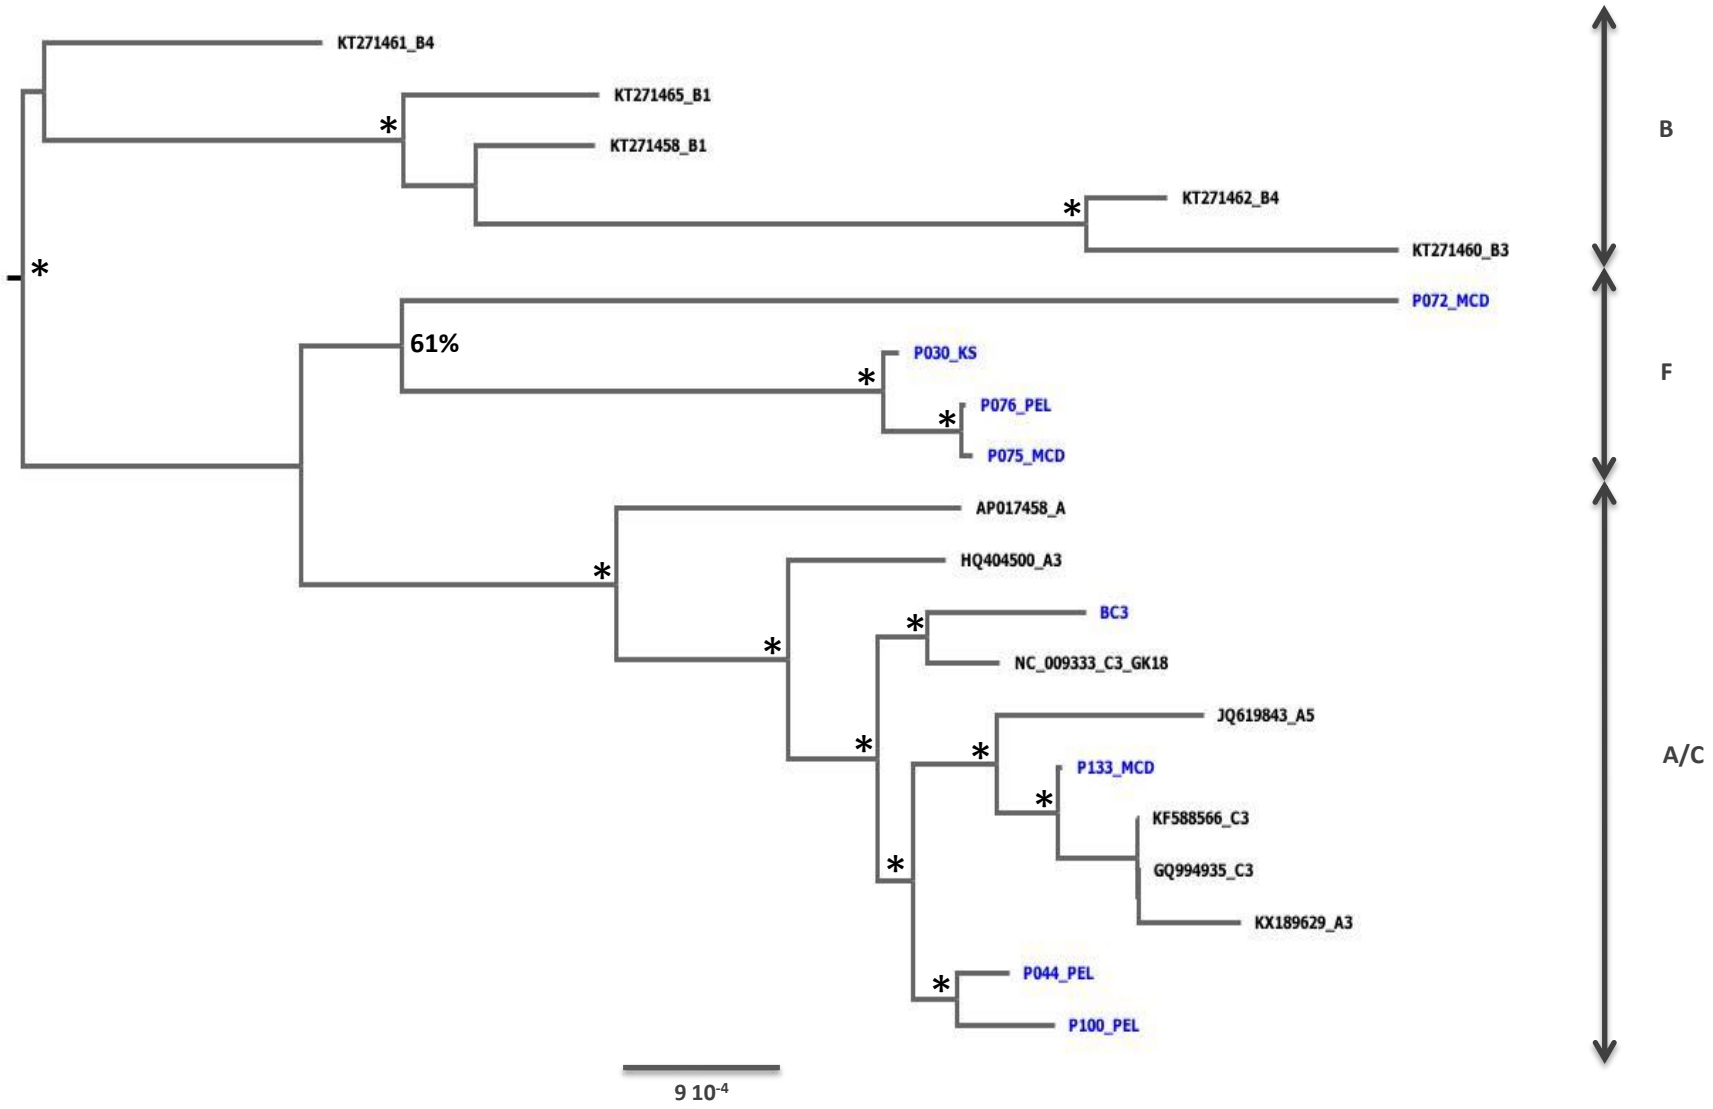 KT271461_B4
KT271465_B1
*
B
KT271458_B1
KT271462_B4
*
KT271460_B3
*
P072_MCD
61%
P030_KS
F
*
P076_PEL
*
P075_MCD
AP017458_A
HQ404500_A3
*
BC3
*
*
NC_009333_C3_GK18
JQ619843_A5
*
*
A/C
P133_MCD
*
KF588566_C3
*
GQ994935_C3
KX189629_A3
P044_PEL
*
P100_PEL
9 10-4